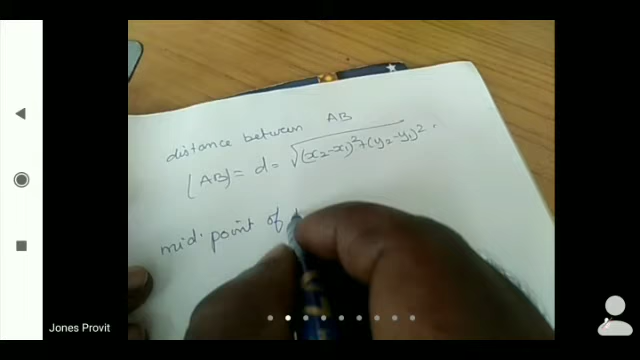 distance between AB
|AB| = d = √(x₂-x₁)²+(y₂-y₁)².
mid. point of
Jones Provit